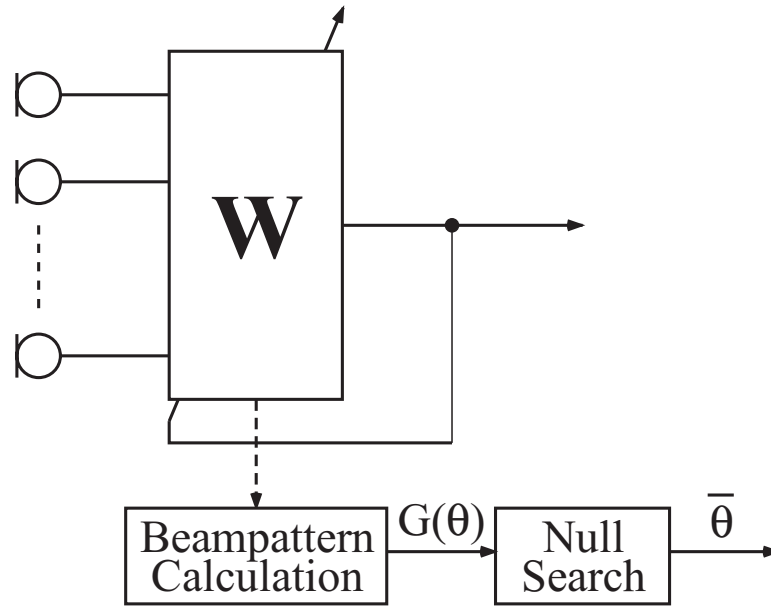 W
Beampattern
Calculation
G(θ)
Null
Search
θ̅